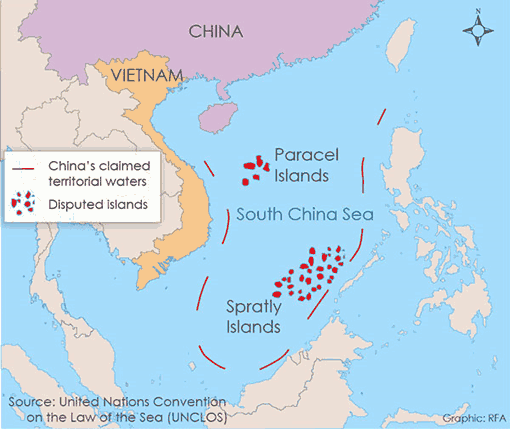 CHINA
VIETNAM
China's claimed
territorial waters
Disputed islands
Paracel
Islands
South China Sea
Spratly
Islands
Source: United Nations Convention
on the Law of the Sea (UNCLOS)
Graphic: RFA